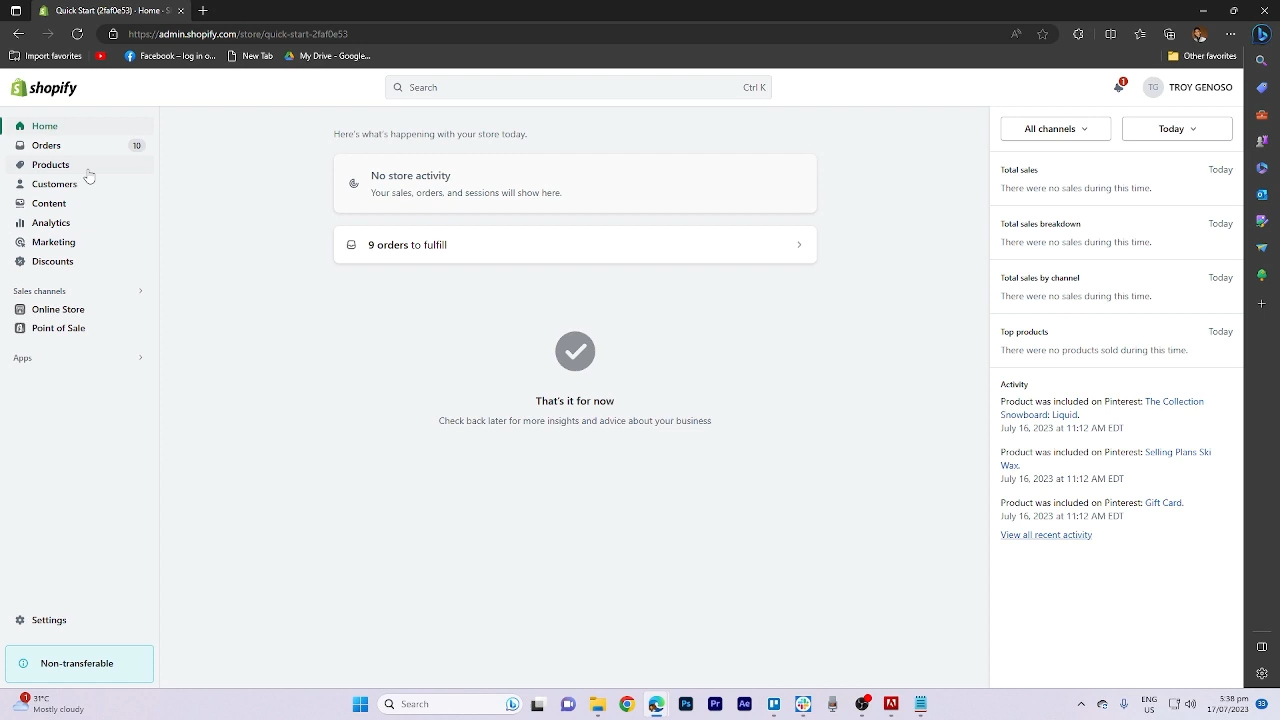 Quick Start (2faf0e53) - Home - S
https://admin.shopify.com/store/quick-start-2faf0e53
Import favorites
Facebook – log in o...
New Tab
My Drive - Google...
Other favorites
shopify
Search
Ctrl K
1
TG
TROY GENOSO
Home
Orders
10
Products
Customers
Content
Analytics
Marketing
Discounts
Sales channels
Online Store
Point of Sale
Apps
Settings
Non-transferable
Here's what's happening with your store today.
No store activity
Your sales, orders, and sessions will show here.
9 orders to fulfill
That's it for now
Check back later for more insights and advice about your business
All channels
Today
Total sales
Today
There were no sales during this time.
Total sales breakdown
Today
There were no sales during this time.
Total sales by channel
Today
There were no sales during this time.
Top products
Today
There were no products sold during this time.
Activity
Product was included on Pinterest: The Collection
Snowboard: Liquid.
July 16, 2023 at 11:12 AM EDT
Product was included on Pinterest: Selling Plans Ski
Wax.
July 16, 2023 at 11:12 AM EDT
Product was included on Pinterest: Gift Card.
July 16, 2023 at 11:12 AM EDT
View all recent activity
1
31°C
Mostly cloudy
Search
Ps
Pr
Ae
ENG
US
5:38 pm
17/07/2023
33